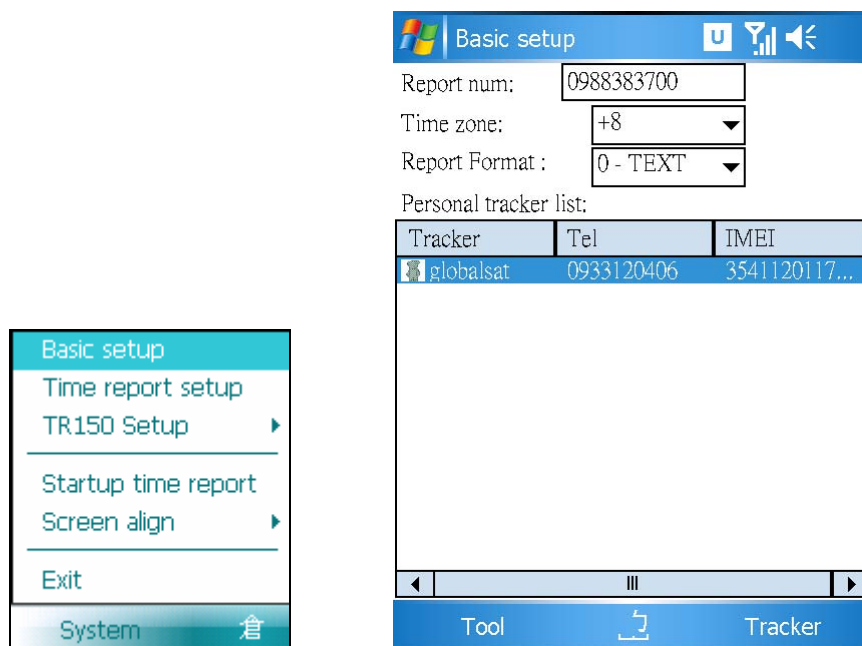 Basic setup
Time report setup
TR150 Setup
Startup time report
Screen align
Exit
System 倉
Basic setup U
Report num: 0988383700
Time zone: +8
Report Format : 0 - TEXT
Personal tracker list:
Tracker Tel IMEI
globalsat 0933120406 3541120117...
Tool ㄅ Tracker